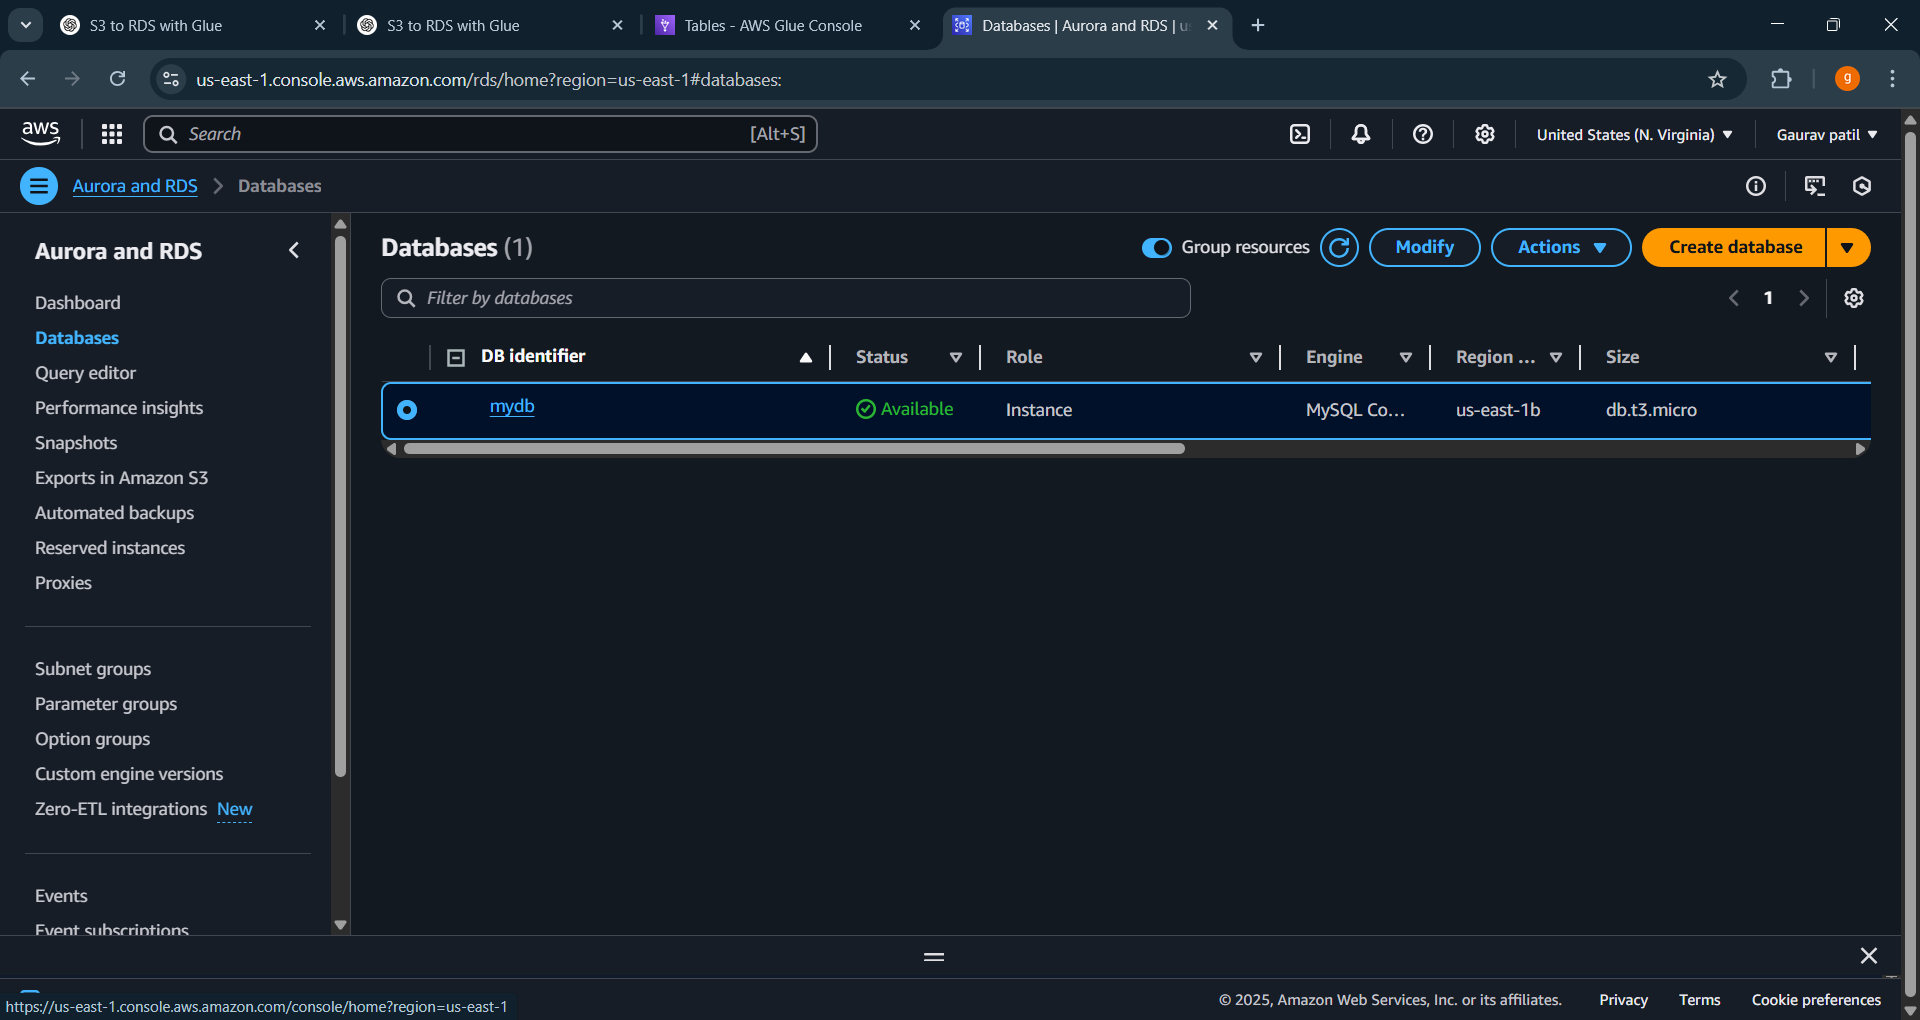 S3 to RDS with Glue
S3 to RDS with Glue
Tables - AWS Glue Console
Databases | Aurora and RDS | u
us-east-1.console.aws.amazon.com/rds/home?region=us-east-1#databases:
g
aws
Search
[Alt+S]
United States (N. Virginia)
Gaurav patil
Aurora and RDS
Databases
Aurora and RDS
Dashboard
Databases
Query editor
Performance insights
Snapshots
Exports in Amazon S3
Automated backups
Reserved instances
Proxies
Subnet groups
Parameter groups
Option groups
Custom engine versions
Zero-ETL integrations New
Events
Event subscriptions
Databases (1)
Group resources
Modify
Actions
Create database
Filter by databases
1
DB identifier
Status
Role
Engine
Region ...
Size
mydb
Available
Instance
MySQL Co...
us-east-1b
db.t3.micro
https://us-east-1.console.aws.amazon.com/console/home?region=us-east-1
© 2025, Amazon Web Services, Inc. or its affiliates.
Privacy
Terms
Cookie preferences